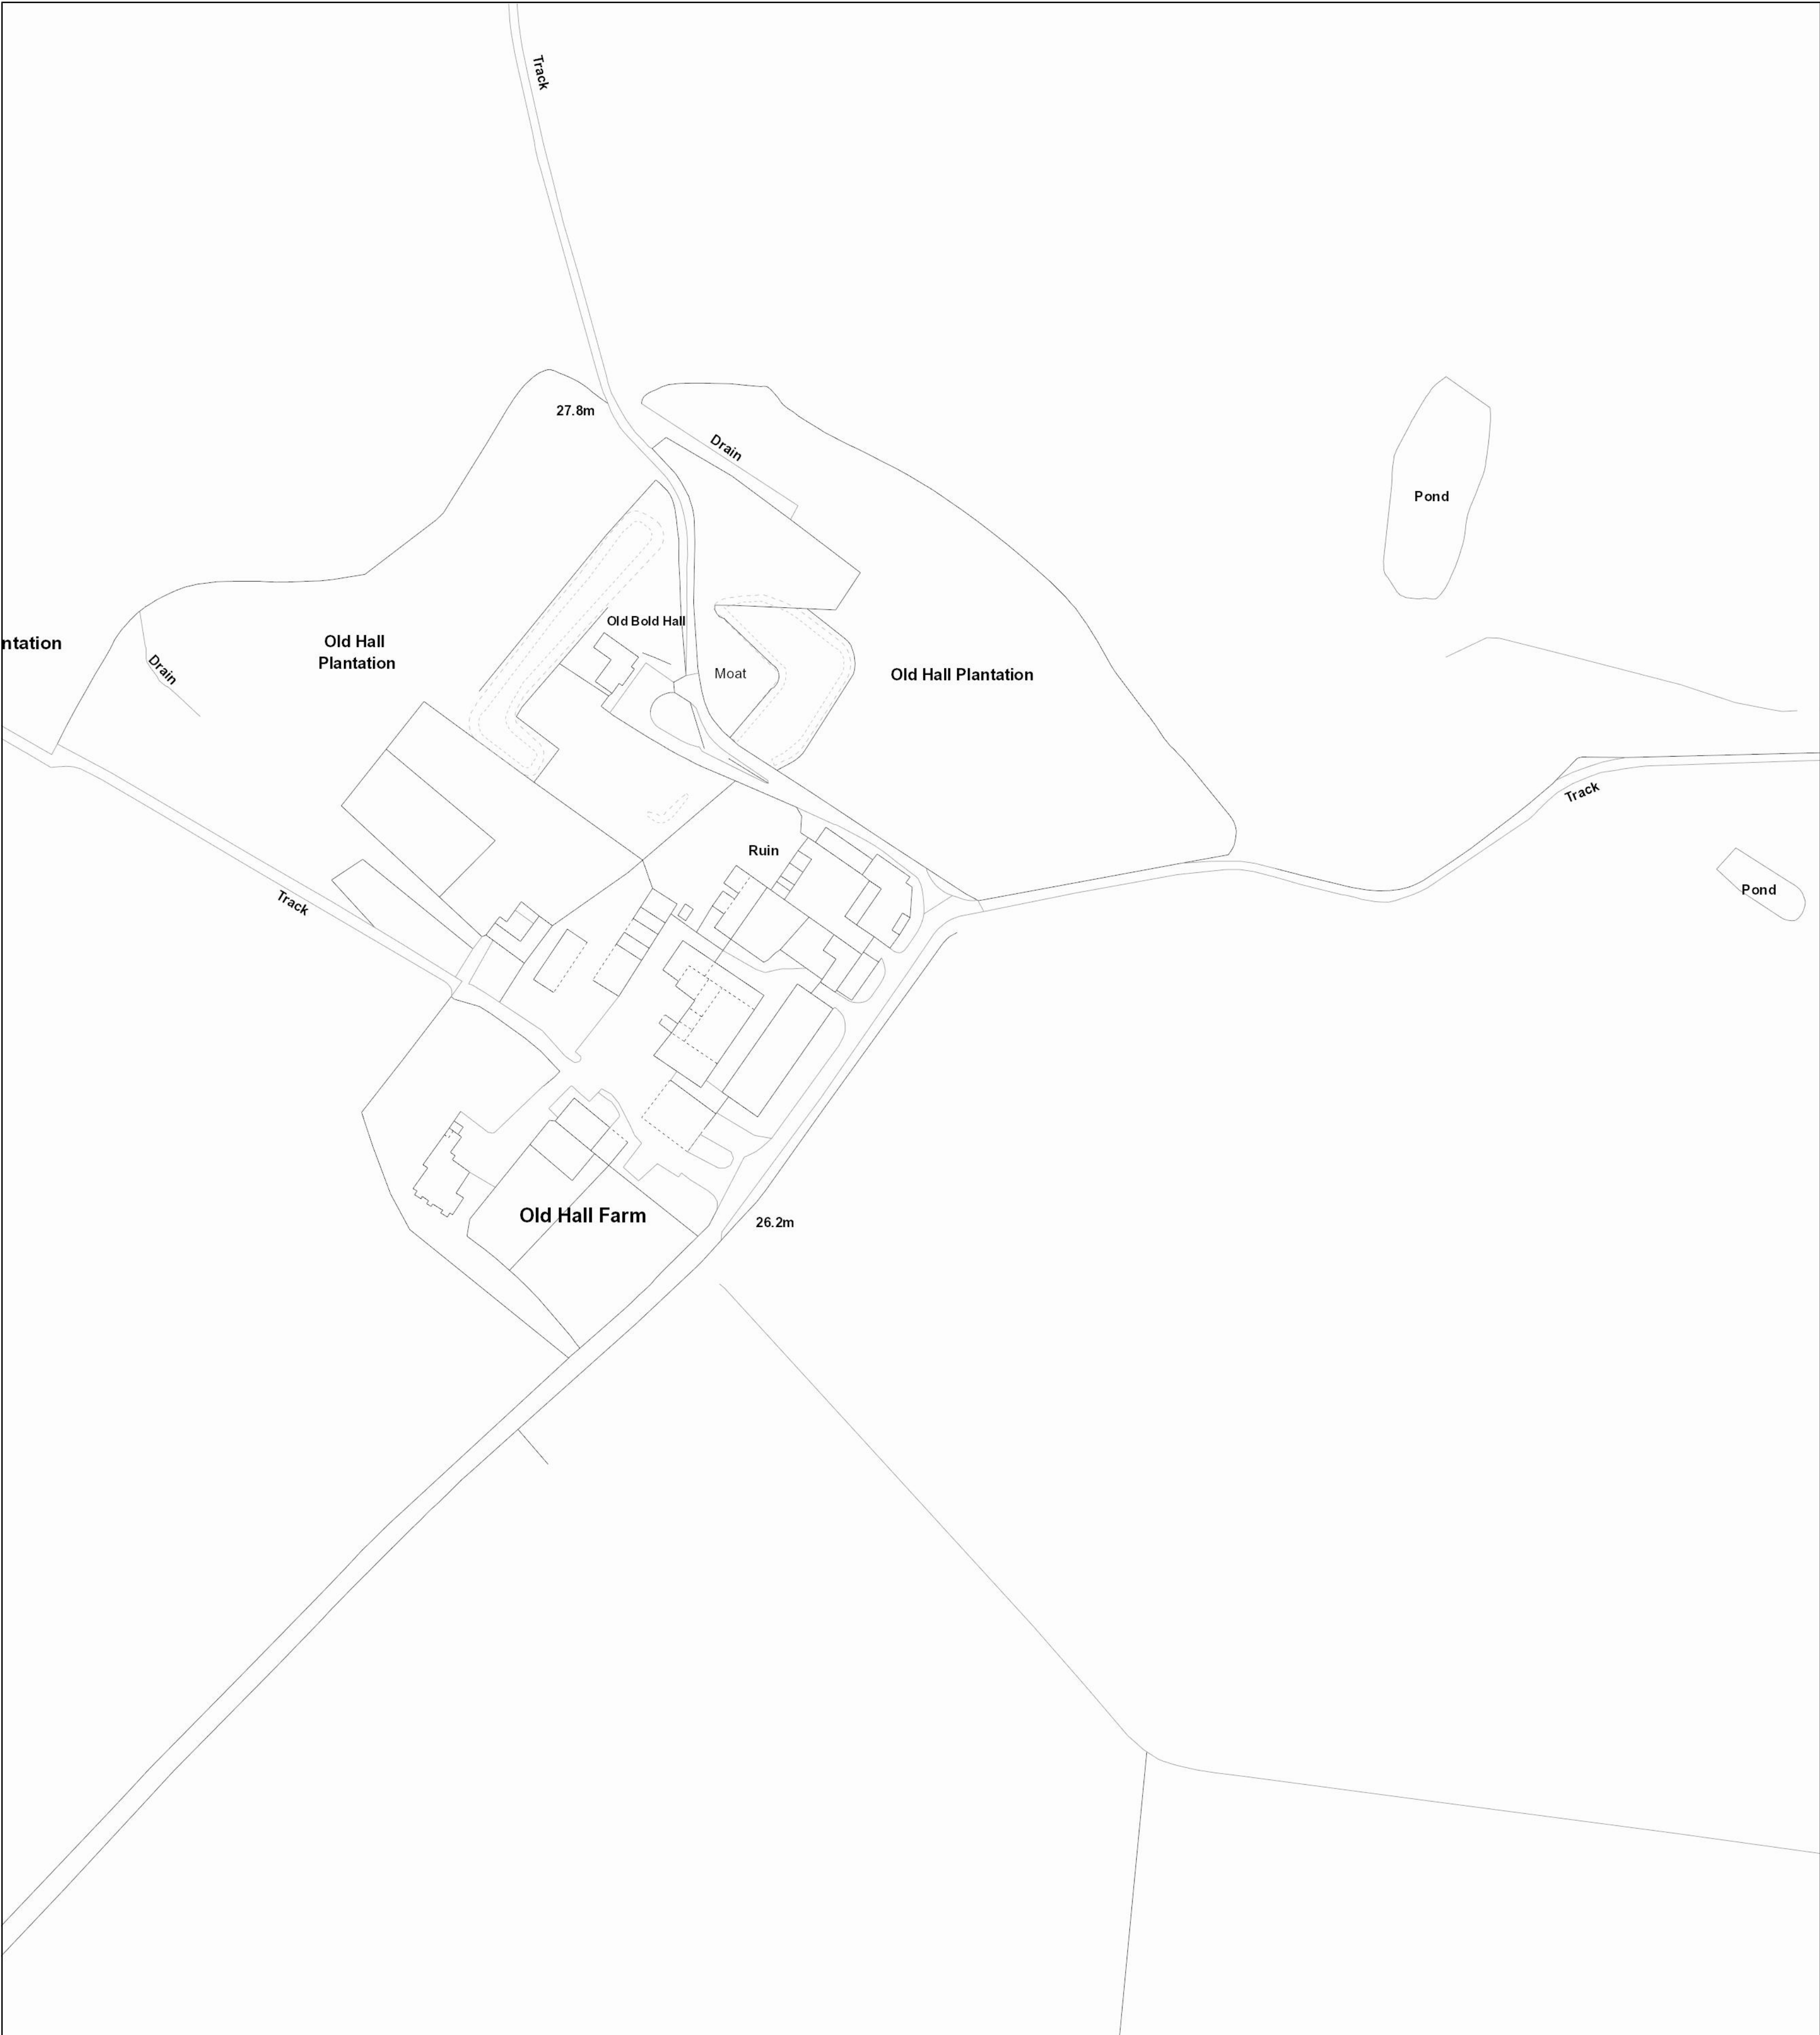 Track
27.8m
Drain
Pond
Old Bold Hall
ntation
Old Hall
Plantation
Drain
Moat
Old Hall Plantation
Track
Ruin
Pond
Track
Old Hall Farm
26.2m